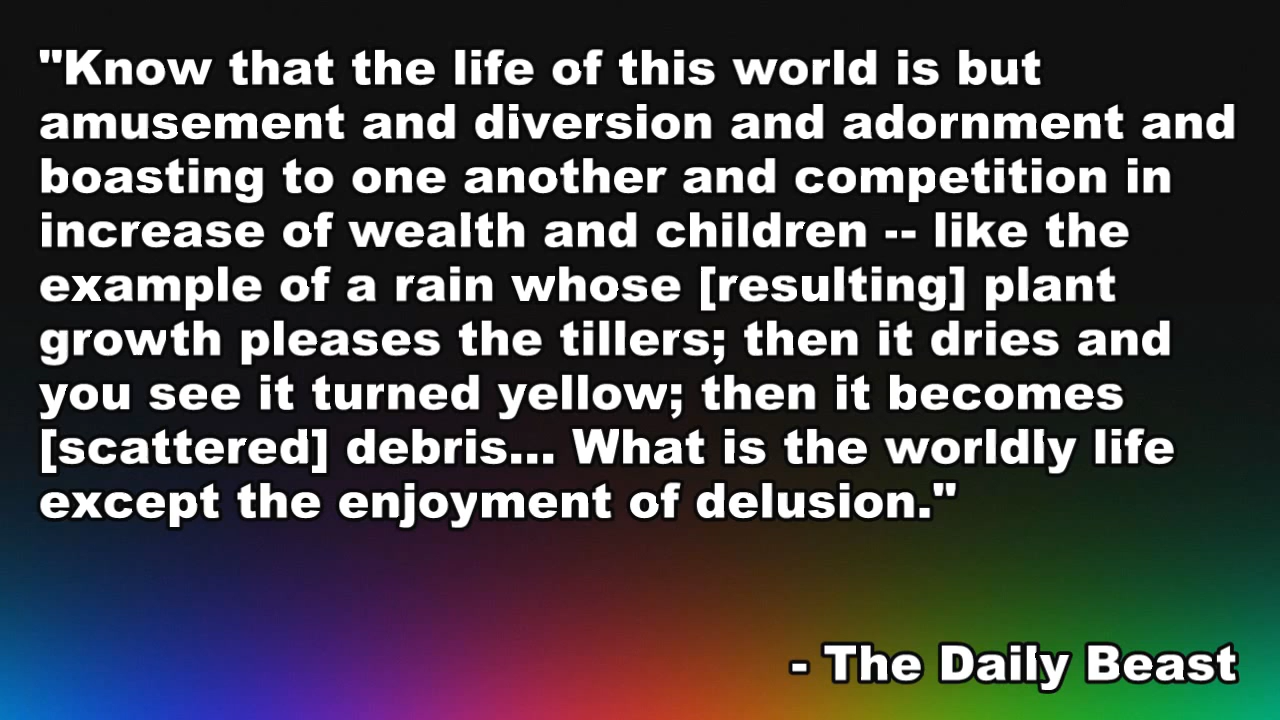 "Know that the life of this world is but
amusement and diversion and adornment and
boasting to one another and competition in
increase of wealth and children -- like the
example of a rain whose [resulting] plant
growth pleases the tillers; then it dries and
you see it turned yellow; then it becomes
[scattered] debris... What is the worldly life
except the enjoyment of delusion."
- The Daily Beast